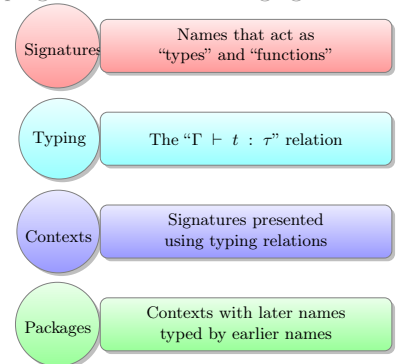 Signatures
Names that act as
“types” and “functions”
Typing
The “Γ ⊢ t : τ” relation
Contexts
Signatures presented
using typing relations
Packages
Contexts with later names
typed by earlier names